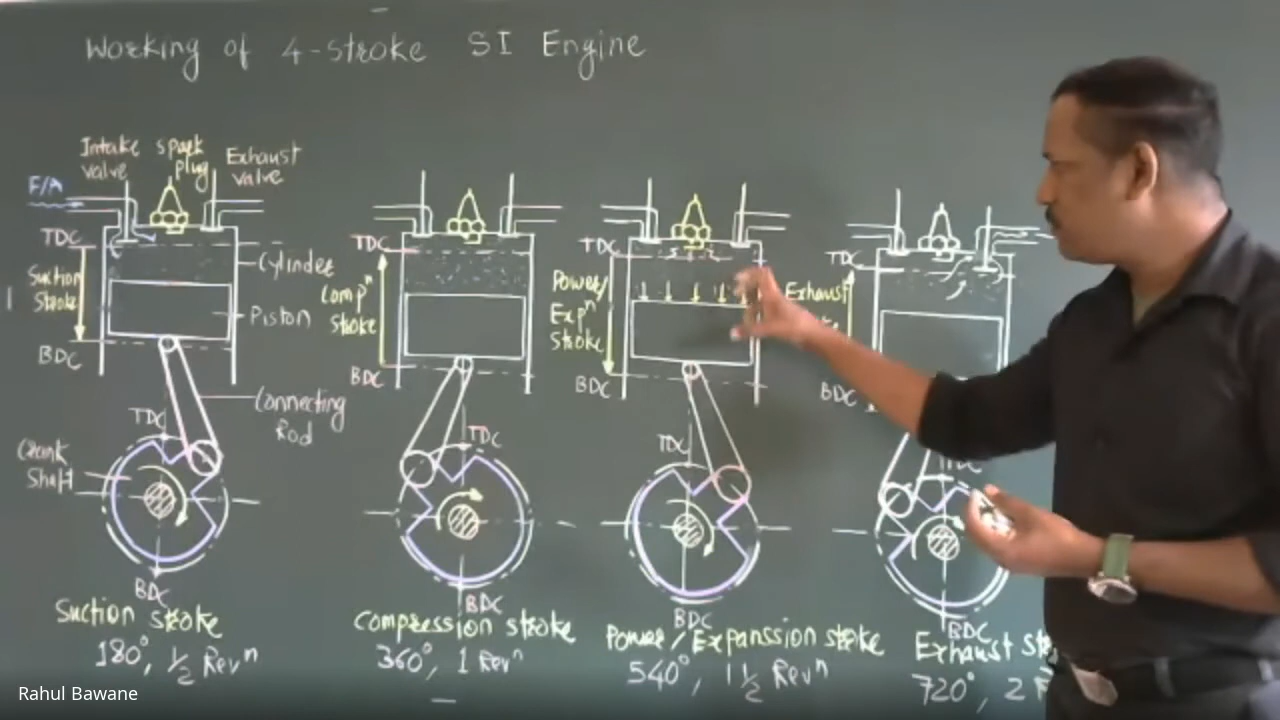 Working of 4-Stroke SI Engine
Intake valve
spark plug
Exhaust valve
F/A
TDC
Suction Stroke
BDC
Cylinder
Piston
Connecting Rod
TDC
Crank Shaft
BDC
Suction stroke
180°, 1/2 Revⁿ
TDC
Compⁿ stroke
BDC
TDC
BDC
Compression stroke
360°, 1 Revⁿ
TDC
Power/ Expⁿ Stroke
BDC
TDC
BDC
Power/Expanssion stroke
540°, 1 1/2 Revⁿ
TDC
Exhaust
BDC
TDC
BDC
Exhaust
720°, 2
Rahul Bawane